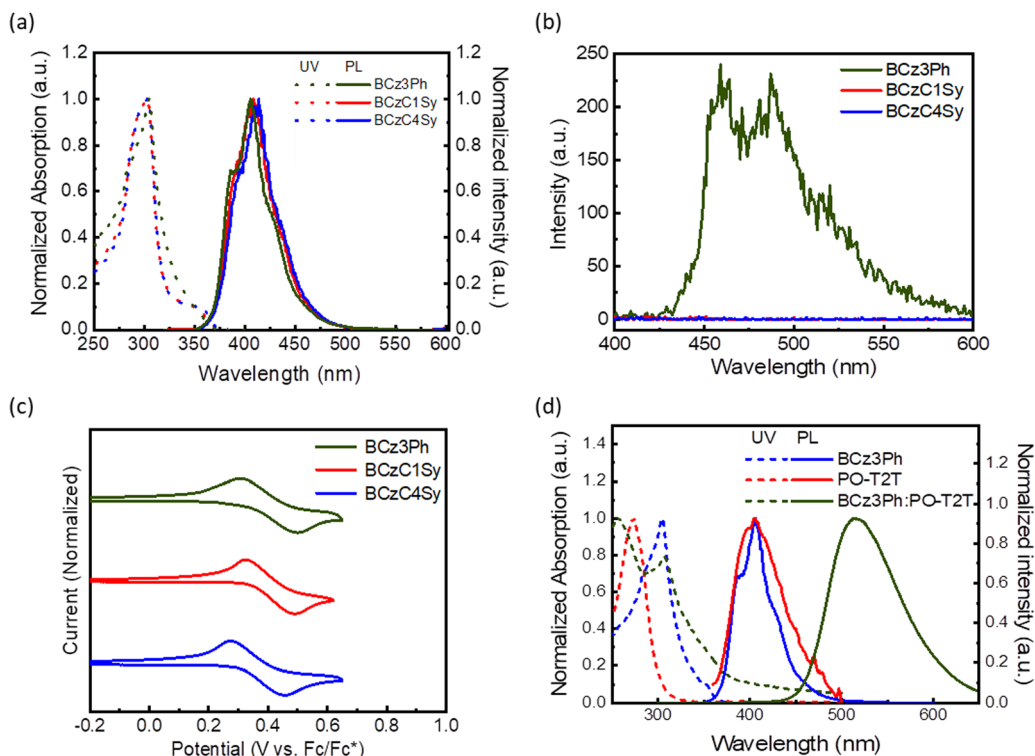 (a)
1.2
1.0
0.8
0.6
0.4
0.2
0.0
Normalized Absorption (a.u.)
UV PL
BCz3Ph
BCzC1Sy
BCzC4Sy
1.2
1.0
0.8
0.6
0.4
0.2
0.0
Normalized intensity (a.u.)
250 300 350 400 450 500 550 600
Wavelength (nm)
(b)
250
200
150
100
50
0
Intensity (a.u.)
BCz3Ph
BCzC1Sy
BCzC4Sy
400 450 500 550 600
Wavelength (nm)
(c)
Current (Normalized)
BCz3Ph
BCzC1Sy
BCzC4Sy
-0.2 0.0 0.2 0.4 0.6 0.8 1.0
Potential (V vs. Fc/Fc*)
(d)
1.4
1.2
1.0
0.8
0.6
0.4
0.2
0.0
Normalized Absorption (a.u.)
UV PL
BCz3Ph
PO-T2T
BCz3Ph:PO-T2T
1.2
1.0
0.8
0.6
0.4
0.2
0.0
Normalized intensity (a.u.)
300 400 500 600
Wavelength (nm)